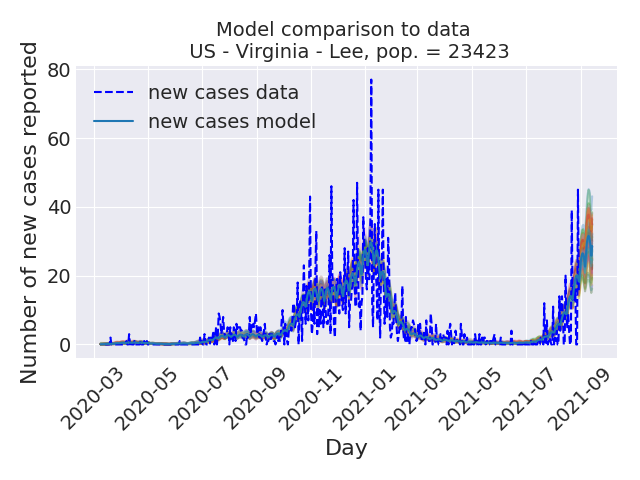 Model comparison to data
US - Virginia - Lee, pop. = 23423
Number of new cases reported
80
60
40
20
0
new cases data
new cases model
2020-03
2020-05
2020-07
2020-09
2020-11
2021-01
2021-03
2021-05
2021-07
2021-09
Day